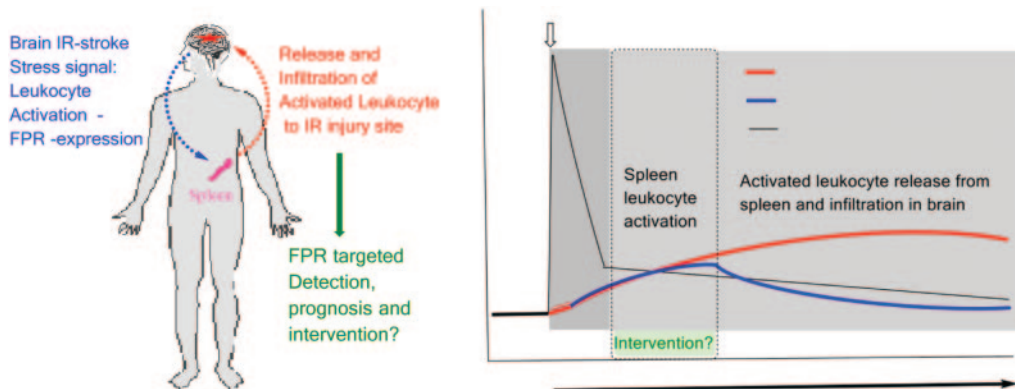 Brain IR-stroke
Stress signal:
Leukocyte
Activation -
FPR -expression
Release and
Infiltration of
Activated Leukocyte
to IR injury site
Spleen
FPR targeted
Detection,
prognosis and
intervention?
Spleen
leukocyte
activation
Activated leukocyte release from
spleen and infiltration in brain
Intervention?